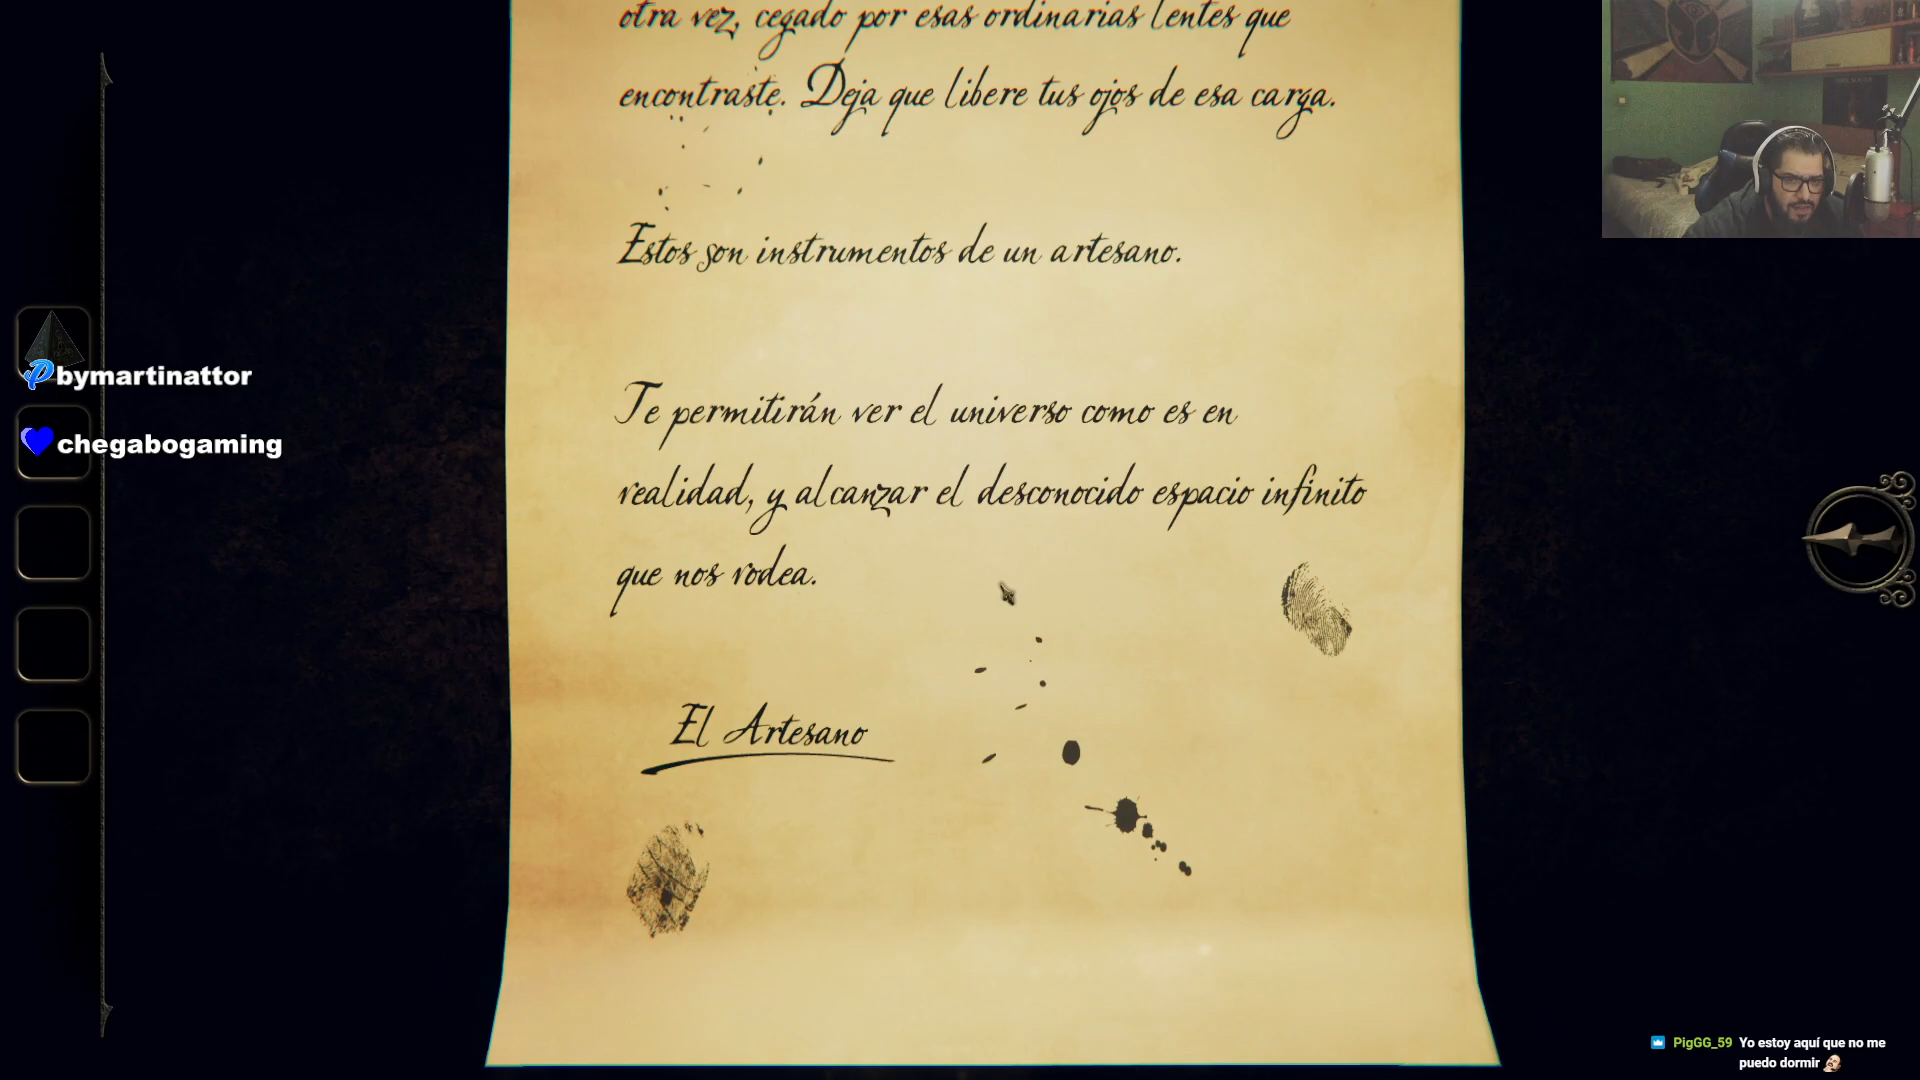 otra vez, cegado por esas ordinarias lentes que
encontraste. Deja que libere tus ojos de esa carga.
Estos son instrumentos de un artesano.
Te permitirán ver el universo como es en
realidad, y alcanzar el desconocido espacio infinito
que nos rodea.
El Artesano
bymartinattor
chegabogaming
PigGG_59 Yo estoy aquí que no me
puedo dormir